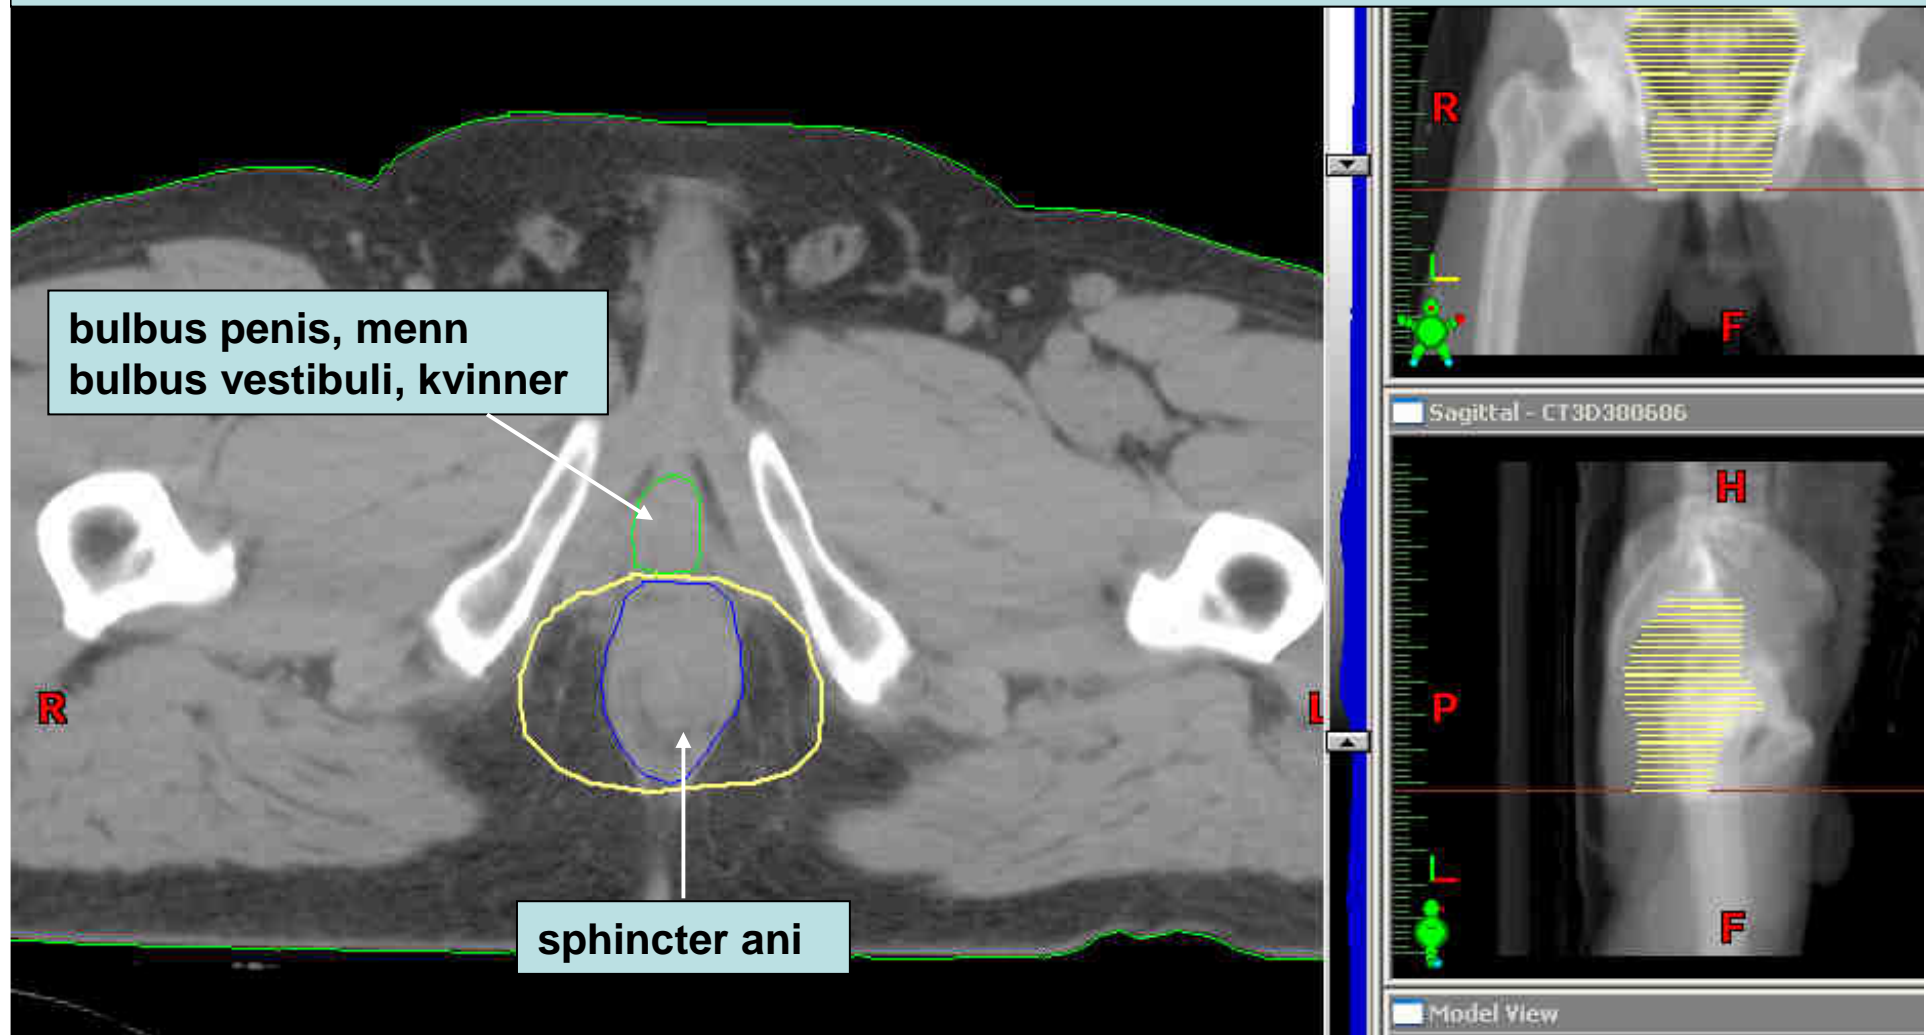 bulbus penis, menn
bulbus vestibuli, kvinner
sphincter ani
R
L
R
F
Sagittal - CT3D380606
H
P
F
Model View